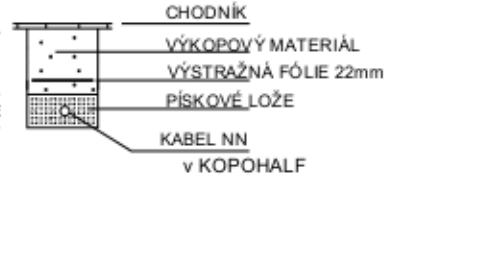 CHODNÍK
VÝKOPOVÝ MATERIÁL
VÝSTRAŽNÁ FÓLIE 22mm
PÍSKOVÉ LOŽE
KABEL NN
v KOPOHALF